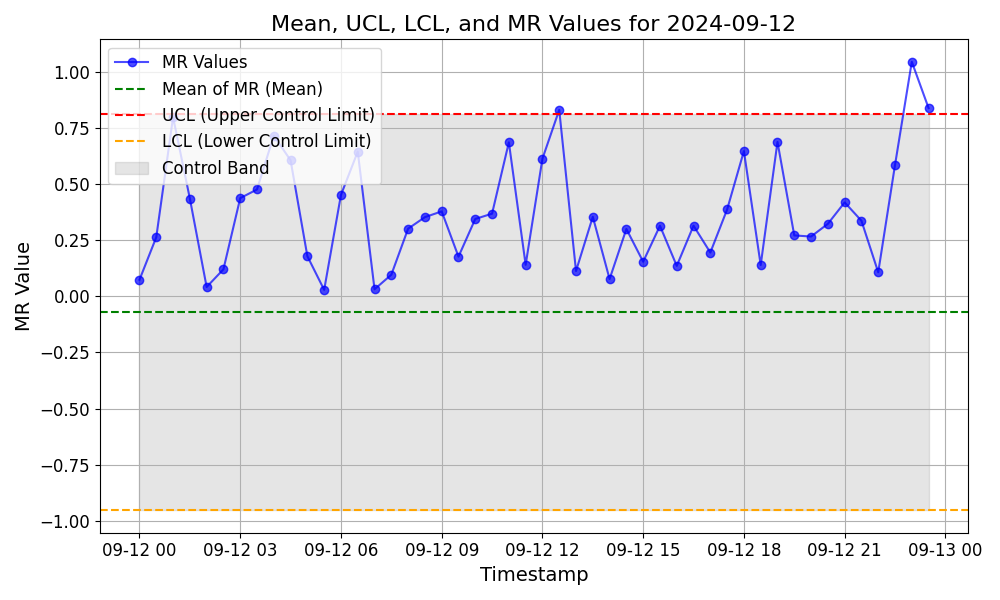 Mean, UCL, LCL, and MR Values for 2024-09-12
MR Values
Mean of MR (Mean)
UCL (Upper Control Limit)
LCL (Lower Control Limit)
Control Band
MR Value
1.00
0.75
0.50
0.25
0.00
−0.25
−0.50
−0.75
−1.00
09-12 00 09-12 03 09-12 06 09-12 09 09-12 12 09-12 15 09-12 18 09-12 21 09-13 00
Timestamp